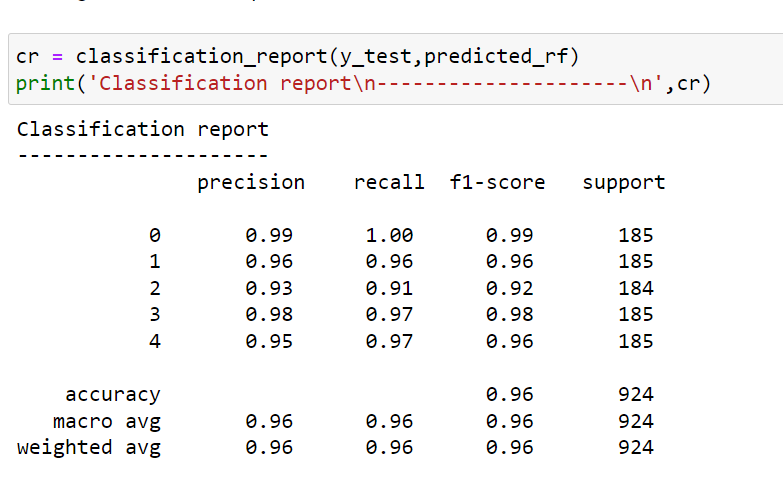 cr = classification_report(y_test,predicted_rf)
print('Classification report\n---------------------\n',cr)
Classification report
---------------------
precision recall f1-score support
0 0.99 1.00 0.99 185
1 0.96 0.96 0.96 185
2 0.93 0.91 0.92 184
3 0.98 0.97 0.98 185
4 0.95 0.97 0.96 185
accuracy 0.96 924
macro avg 0.96 0.96 0.96 924
weighted avg 0.96 0.96 0.96 924